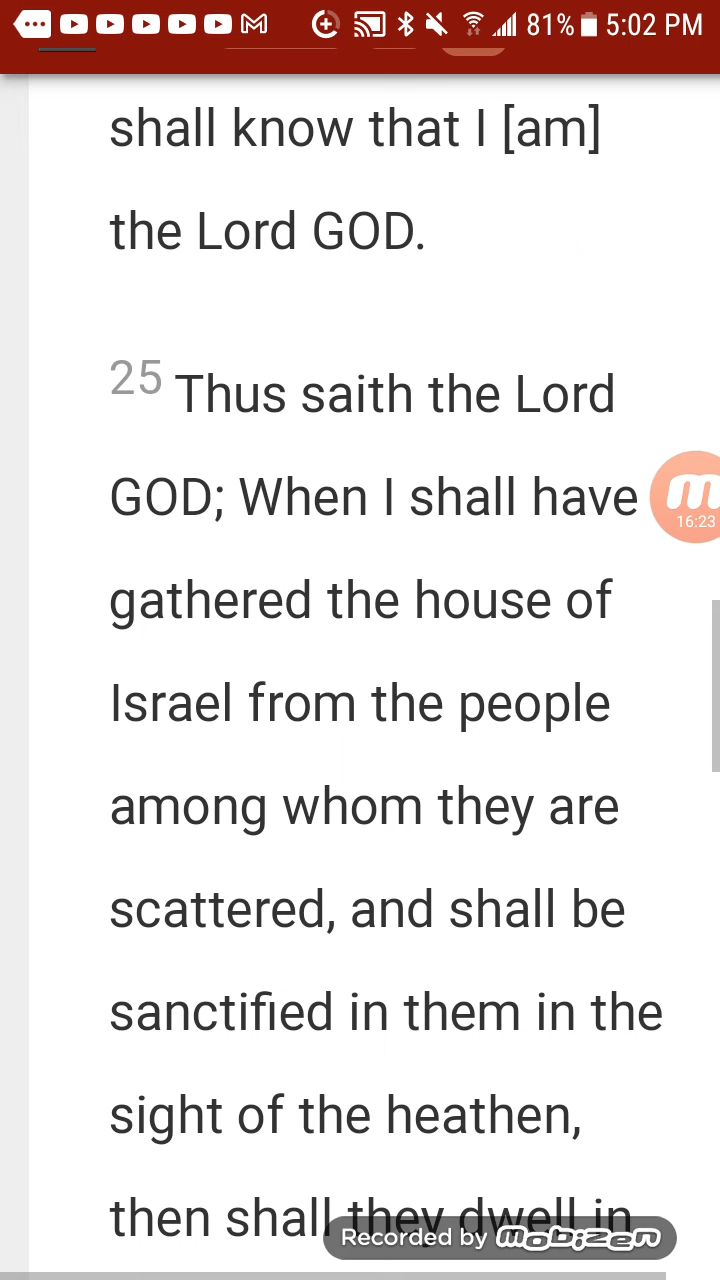 81% 5:02 PM
shall know that I [am]
the Lord GOD.
25 Thus saith the Lord
GOD; When I shall have
16:23
gathered the house of
Israel from the people
among whom they are
scattered, and shall be
sanctified in them in the
sight of the heathen,
then shall they dwell in
Recorded by mobizen